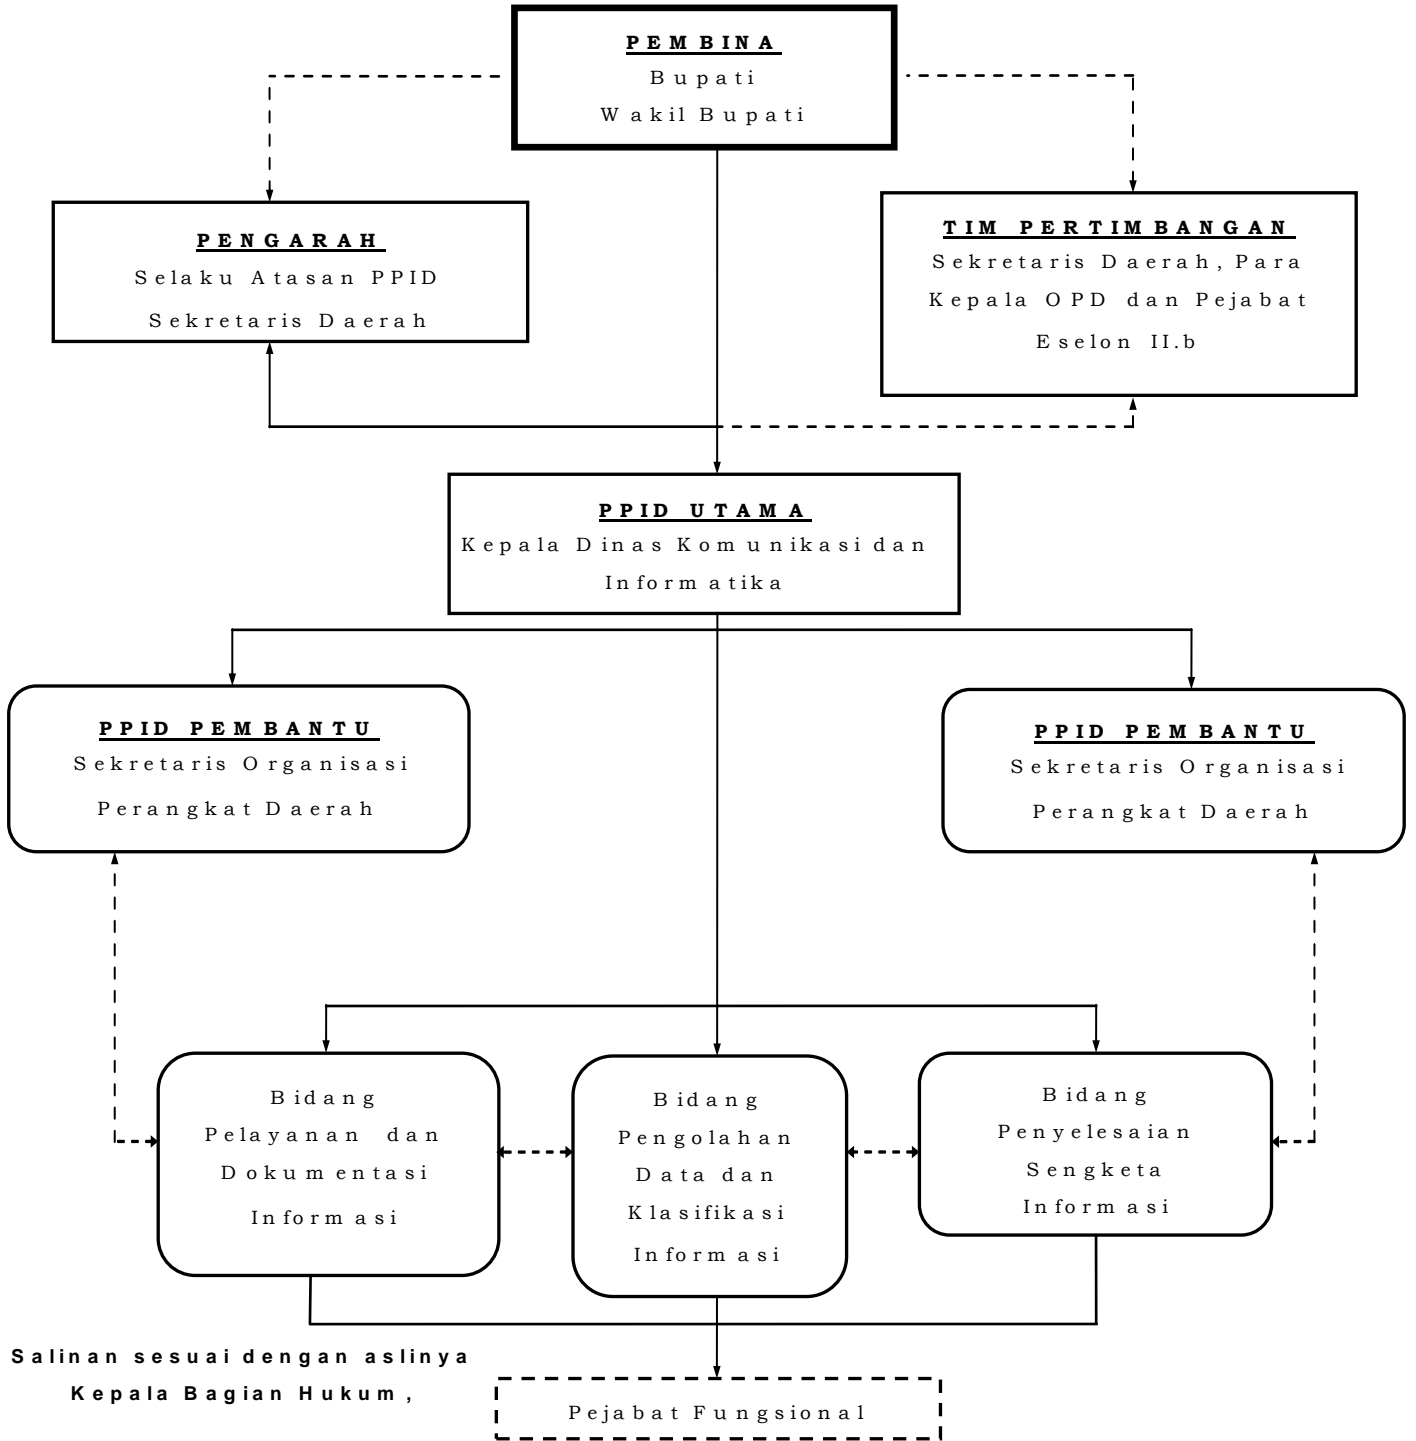 PEMBINA
Bupati
Wakil Bupati
PENGARAH
Selaku Atasan PPID
Sekretaris Daerah
TIM PERTIMBANGAN
Sekretaris Daerah, Para
Kepala OPD dan Pejabat
Eselon II.b
PPID UTAMA
Kepala Dinas Komunikasi dan
Informatika
PPID PEMBANTU
Sekretaris Organisasi
Perangkat Daerah
PPID PEMBANTU
Sekretaris Organisasi
Perangkat Daerah
Bidang
Pelayanan dan
Dokumentasi
Informasi
Bidang
Pengolahan
Data dan
Klasifikasi
Informasi
Bidang
Penyelesaian
Sengketa
Informasi
Salinan sesuai dengan aslinya
Kepala Bagian Hukum,
Pejabat Fungsional